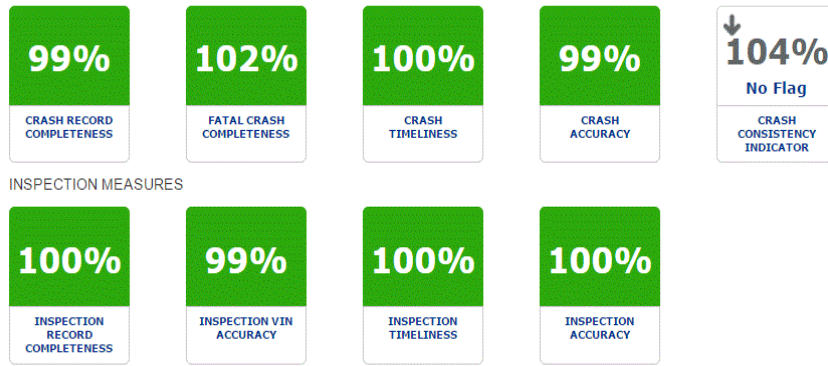 99%
CRASH RECORD
COMPLETENESS
102%
FATAL CRASH
COMPLETENESS
100%
CRASH
TIMELINESS
99%
CRASH
ACCURACY
104%
No Flag
CRASH
CONSISTENCY
INDICATOR
INSPECTION MEASURES
100%
INSPECTION
RECORD
COMPLETENESS
99%
INSPECTION VIN
ACCURACY
100%
INSPECTION
TIMELINESS
100%
INSPECTION
ACCURACY